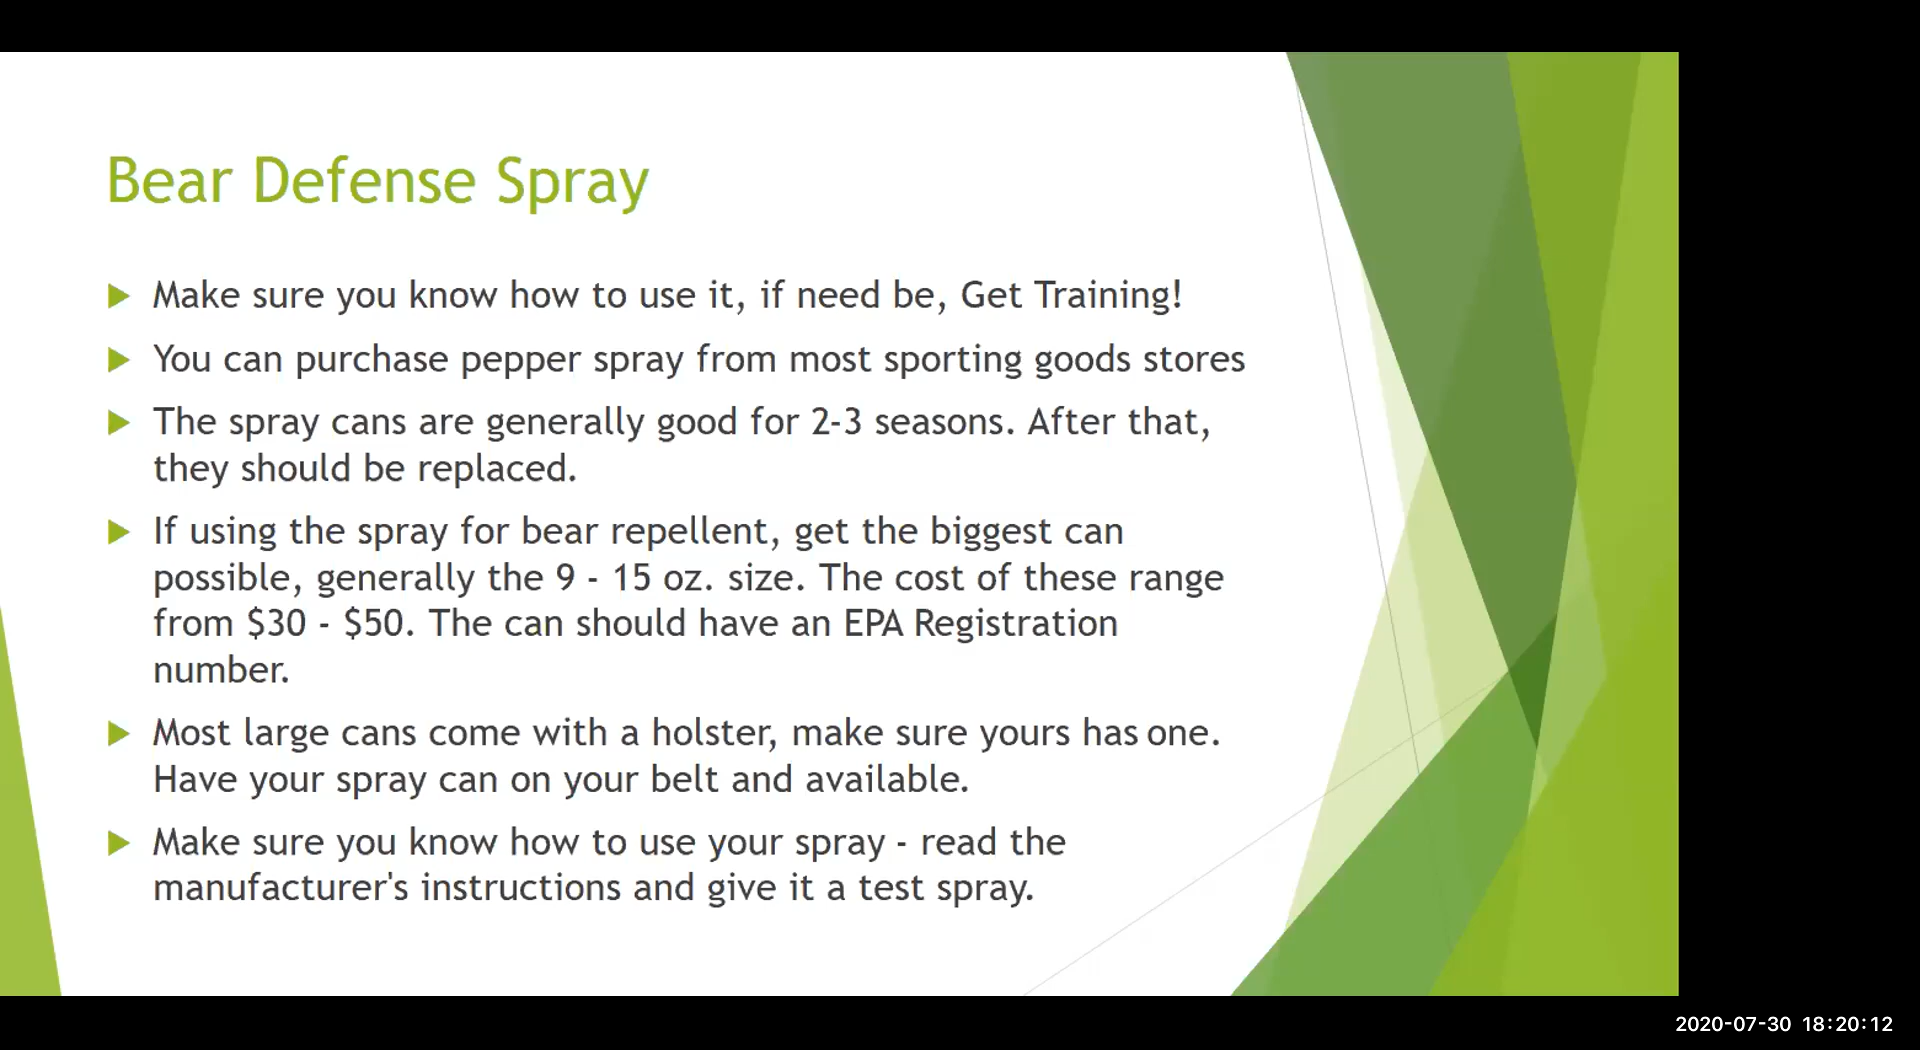 Bear Defense Spray
Make sure you know how to use it, if need be, Get Training!
You can purchase pepper spray from most sporting goods stores
The spray cans are generally good for 2-3 seasons. After that,
they should be replaced.
If using the spray for bear repellent, get the biggest can
possible, generally the 9 - 15 oz. size. The cost of these range
from $30 - $50. The can should have an EPA Registration
number.
Most large cans come with a holster, make sure yours has one.
Have your spray can on your belt and available.
Make sure you know how to use your spray - read the
manufacturer's instructions and give it a test spray.
2020-07-30 18:20:12